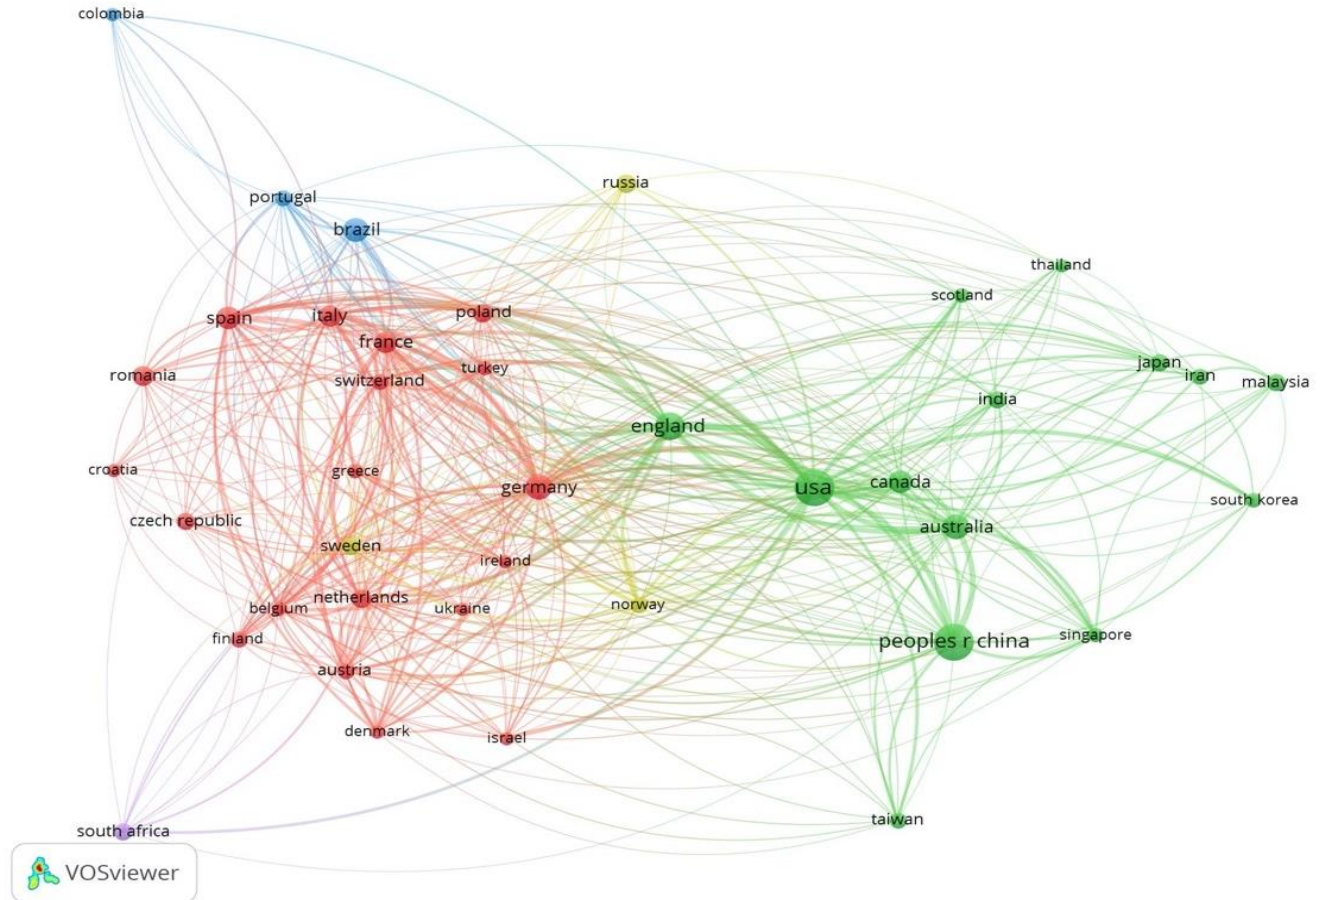 colombia
portugal
brazil
russia
thailand
scotland
spain
italy
poland
france
switzerland
turkey
romania
japan
iran
malaysia
india
england
croatia
greece
germany
usa
canada
south korea
czech republic
australia
sweden
ireland
belgium
netherlands
ukraine
norway
finland
peoples r china
singapore
austria
denmark
israel
taiwan
south africa
VOSviewer